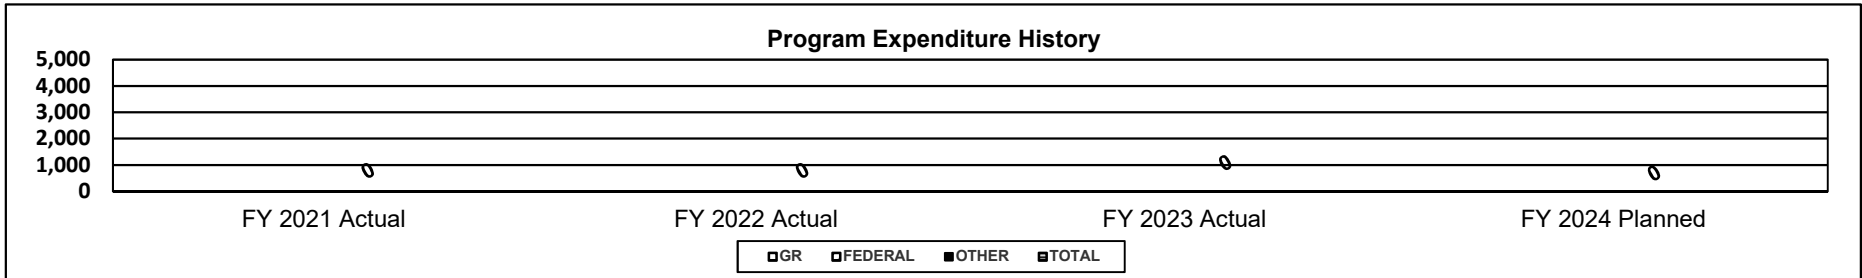 Program Expenditure History
5,000
4,000
3,000
2,000
1,000
0
0 0 0 0
FY 2021 Actual FY 2022 Actual FY 2023 Actual FY 2024 Planned
GR FEDERAL OTHER TOTAL